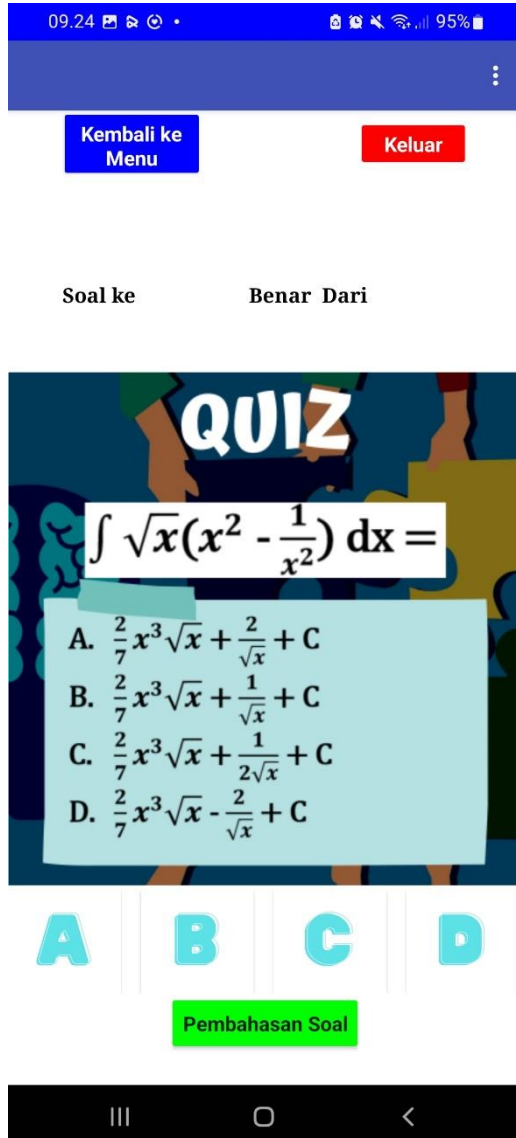 09.24 95%
Kembali ke
Menu
Keluar
Soal ke Benar Dari
QUIZ
∫ √x(x² - 1/x²) dx =
A. 2/7 x³√x + 2/√x + C
B. 2/7 x³√x + 1/√x + C
C. 2/7 x³√x + 1/2√x + C
D. 2/7 x³√x - 2/√x + C
A B C D
Pembahasan Soal